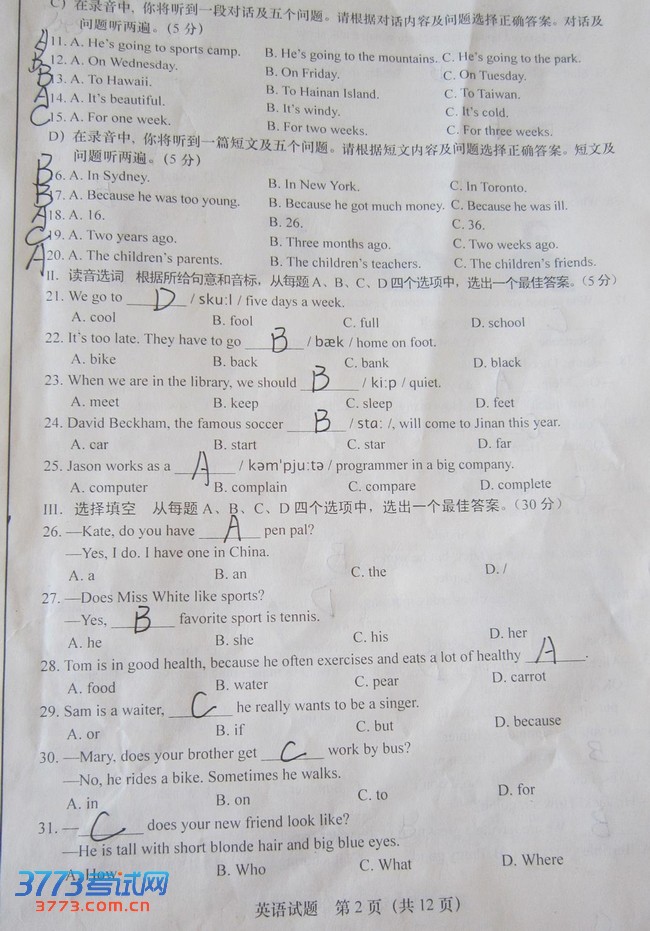 C) 在录音中, 你将听到一段对话及五个问题。请根据对话内容及问题选择正确答案。对话及
问题听两遍。(5 分)
A 11. A. He's going to sports camp. B. He's going to the mountains. C. He's going to the park.
B 12. A. On Wednesday. B. On Friday. C. On Tuesday.
B 13. A. To Hawaii. B. To Hainan Island. C. To Taiwan.
A 14. A. It's beautiful. B. It's windy. C. It's cold.
C 15. A. For one week. B. For two weeks. C. For three weeks.
D) 在录音中, 你将听到一篇短文及五个问题。请根据短文内容及问题选择正确答案。短文及
问题听两遍。(5 分)
B 16. A. In Sydney. B. In New York. C. In Toronto.
B 17. A. Because he was too young. B. Because he got much money. C. Because he was ill.
A 18. A. 16. B. 26. C. 36.
C 19. A. Two years ago. B. Three months ago. C. Two weeks ago.
A 20. A. The children's parents. B. The children's teachers. C. The children's friends.
II. 读音选词 根据所给句意和音标, 从每题 A、B、C、D 四个选项中, 选出一个最佳答案。(5 分)
21. We go to D / sku:l / five days a week.
A. cool B. fool C. full D. school
22. It's too late. They have to go B / bæk / home on foot.
A. bike B. back C. bank D. black
23. When we are in the library, we should B / ki:p / quiet.
A. meet B. keep C. sleep D. feet
24. David Beckham, the famous soccer B / stɑ: /, will come to Jinan this year.
A. car B. start C. star D. far
25. Jason works as a A / kəm'pju:tə / programmer in a big company.
A. computer B. complain C. compare D. complete
III. 选择填空 从每题 A、B、C、D 四个选项中, 选出一个最佳答案。(30 分)
26. —Kate, do you have A pen pal?
—Yes, I do. I have one in China.
A. a B. an C. the D. /
27. —Does Miss White like sports?
—Yes, B favorite sport is tennis.
A. he B. she C. his D. her
28. Tom is in good health, because he often exercises and eats a lot of healthy A.
A. food B. water C. pear D. carrot
29. Sam is a waiter, C he really wants to be a singer.
A. or B. if C. but D. because
30. —Mary, does your brother get C work by bus?
—No, he rides a bike. Sometimes he walks.
A. in B. on C. to D. for
31. — C does your new friend look like?
—He is tall with short blonde hair and big blue eyes.
A. How B. Who C. What D. Where
3773考试网
3773.com.cn
英语试题 第 2 页 (共 12 页)